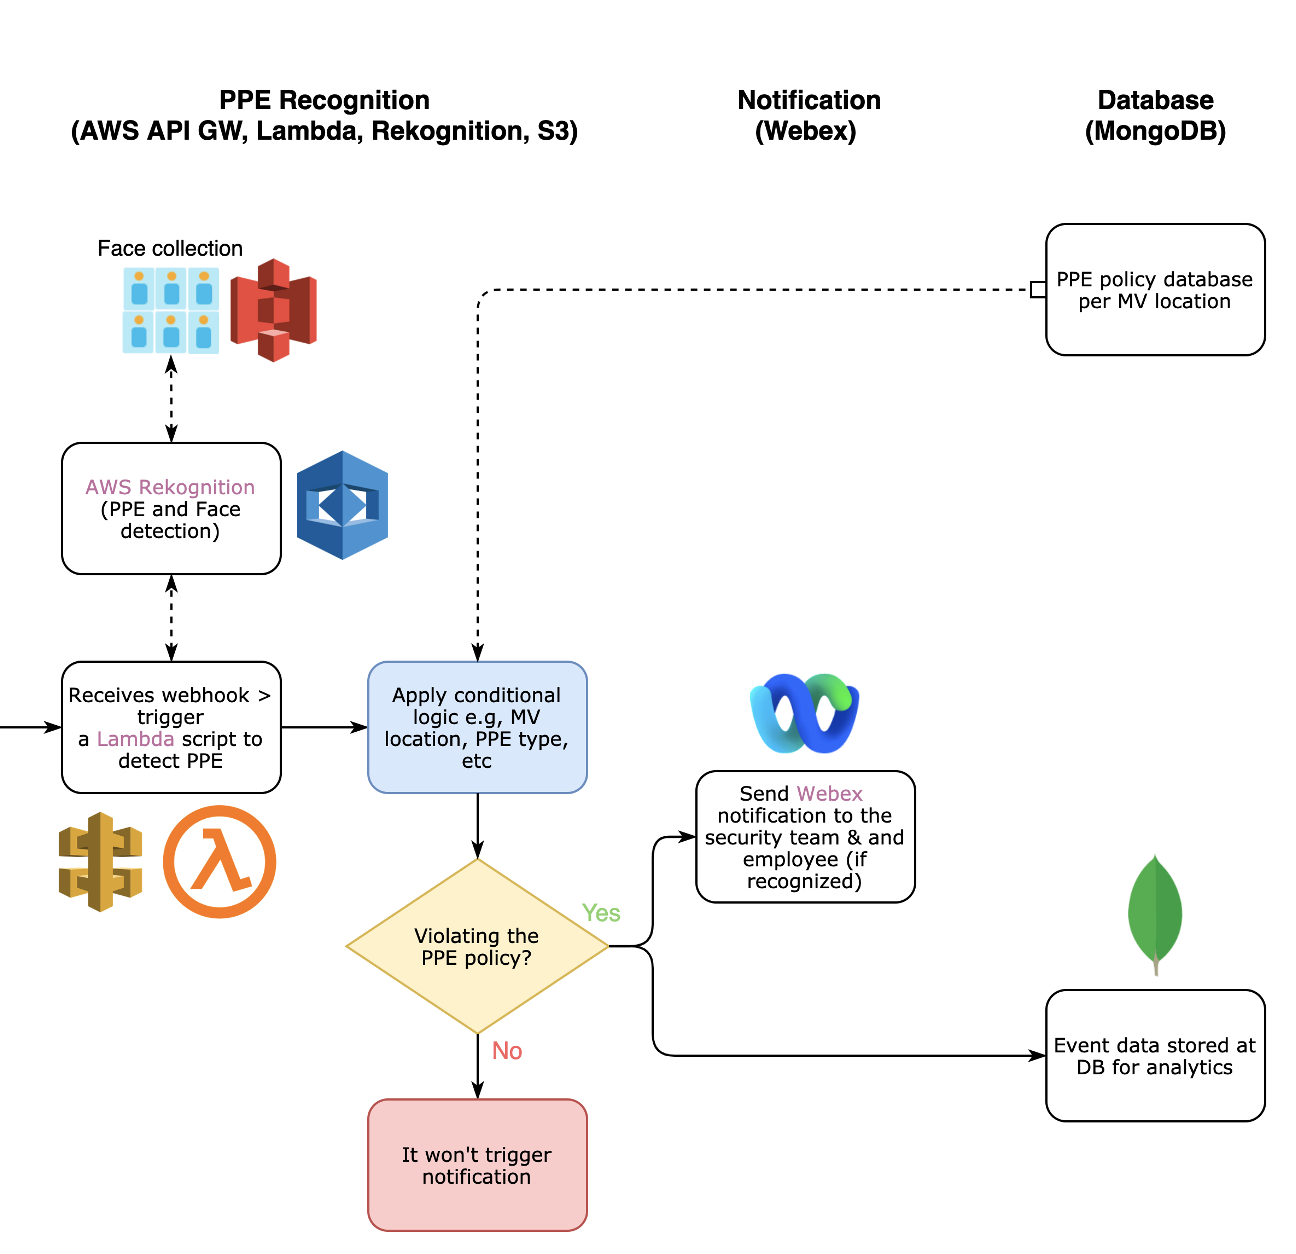 PPE Recognition
(AWS API GW, Lambda, Rekognition, S3)
Notification
(Webex)
Database
(MongoDB)
Face collection
PPE policy database
per MV location
AWS Rekognition
(PPE and Face
detection)
Receives webhook >
trigger
a Lambda script to
detect PPE
Apply conditional
logic e.g, MV
location, PPE type,
etc
Send Webex
notification to the
security team & and
employee (if
recognized)
Yes
Violating the
PPE policy?
No
Event data stored at
DB for analytics
It won't trigger
notification